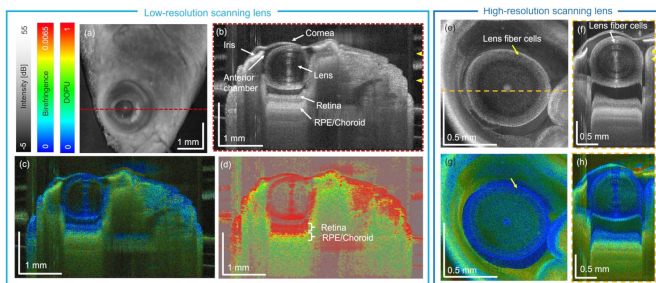 Low-resolution scanning lens
High-resolution scanning lens
55
Intensity [dB]
-5
0.0065
Birefringence
0
1
DOPU
0
(a)
1 mm
(b)
Cornea
Iris
Anterior
chamber
Lens
Retina
RPE/Choroid
1 mm
(c)
1 mm
(d)
Retina
RPE/Choroid
1 mm
(e)
Lens fiber cells
0.5 mm
(f)
Lens fiber cells
0.5 mm
(g)
0.5 mm
(h)
0.5 mm